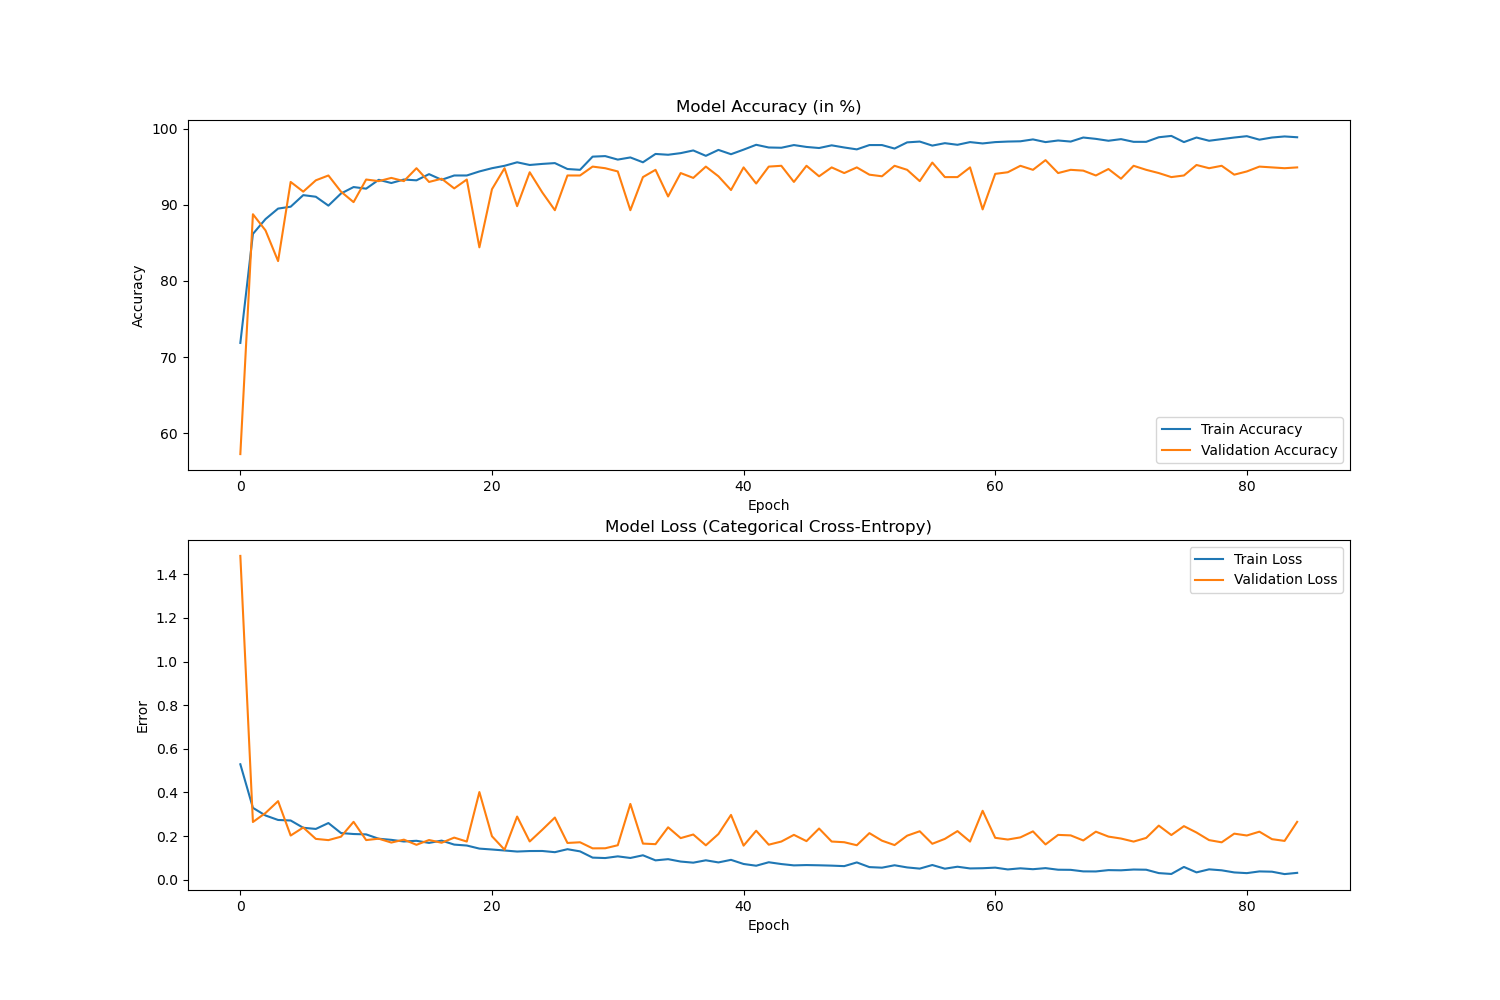 Model Accuracy (in %)
100
90
80
70
60
Accuracy
Train Accuracy
Validation Accuracy
0 20 40 60 80
Epoch
Model Loss (Categorical Cross-Entropy)
1.4
1.2
1.0
0.8
0.6
0.4
0.2
0.0
Error
Train Loss
Validation Loss
0 20 40 60 80
Epoch